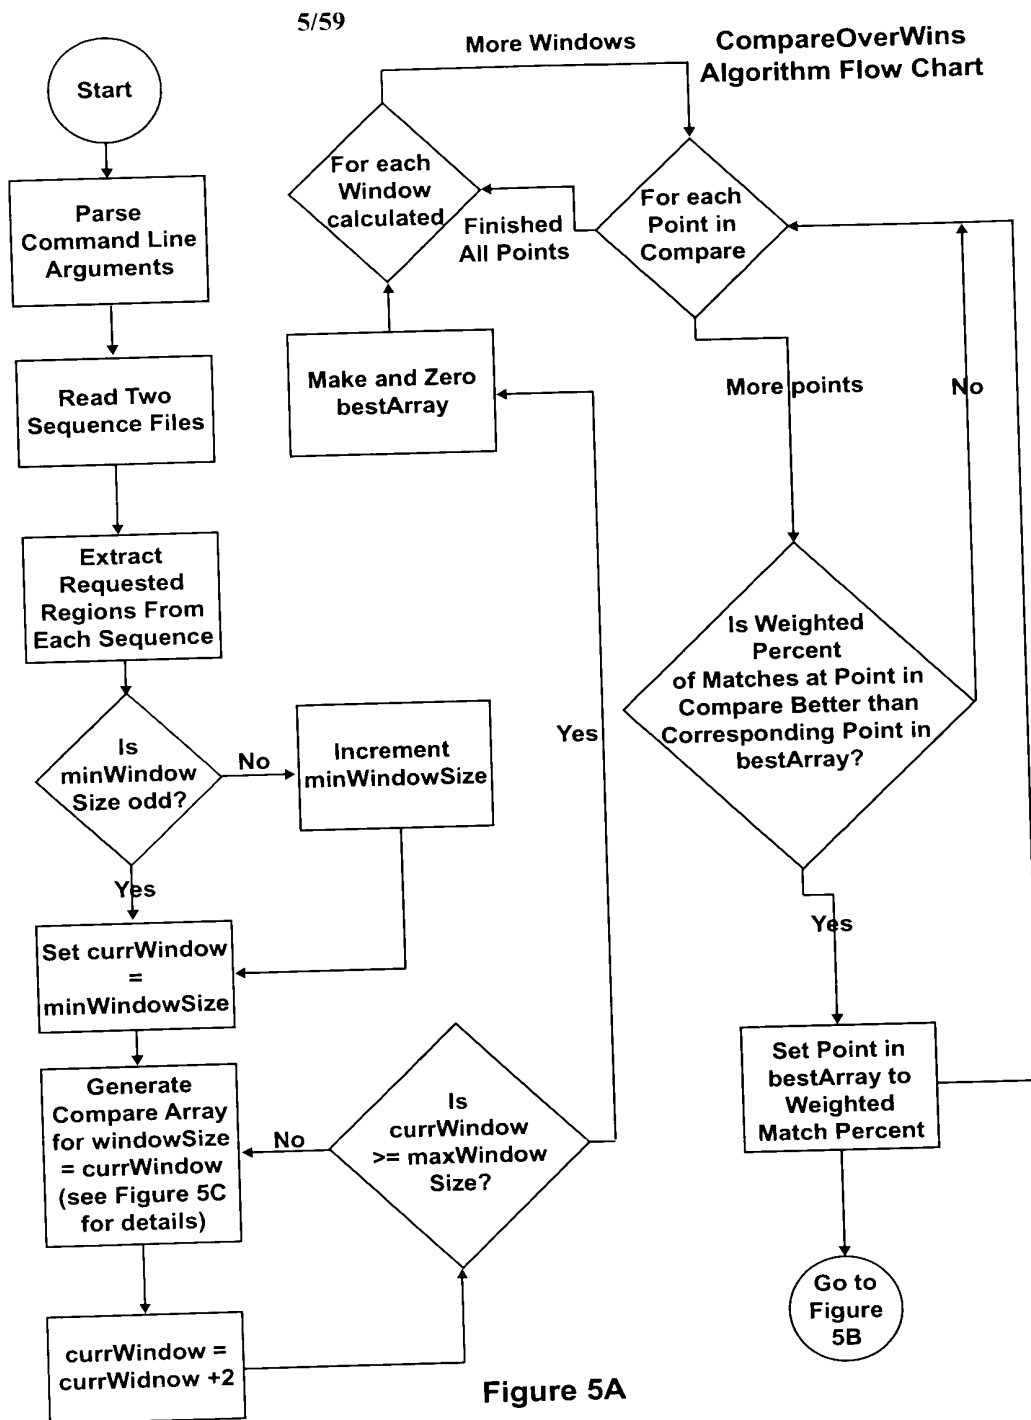 5/59
CompareOverWins
Algorithm Flow Chart
Start
Parse
Command Line
Arguments
Read Two
Sequence Files
Extract
Requested
Regions From
Each Sequence
Is
minWindow
Size odd?
No
Increment
minWindowSize
Yes
Set currWindow
=
minWindowSize
Generate
Compare Array
for windowSize
= currWindow
(see Figure 5C
for details)
currWindow =
currWidnow +2
Is
currWindow
>= maxWindow
Size?
No
Yes
Make and Zero
bestArray
For each
Window
calculated
More Windows
Finished
All Points
For each
Point in
Compare
More points
No
Is Weighted
Percent
of Matches at Point in
Compare Better than
Corresponding Point in
bestArray?
Yes
Set Point in
bestArray to
Weighted
Match Percent
Go to
Figure
5B
Figure 5A